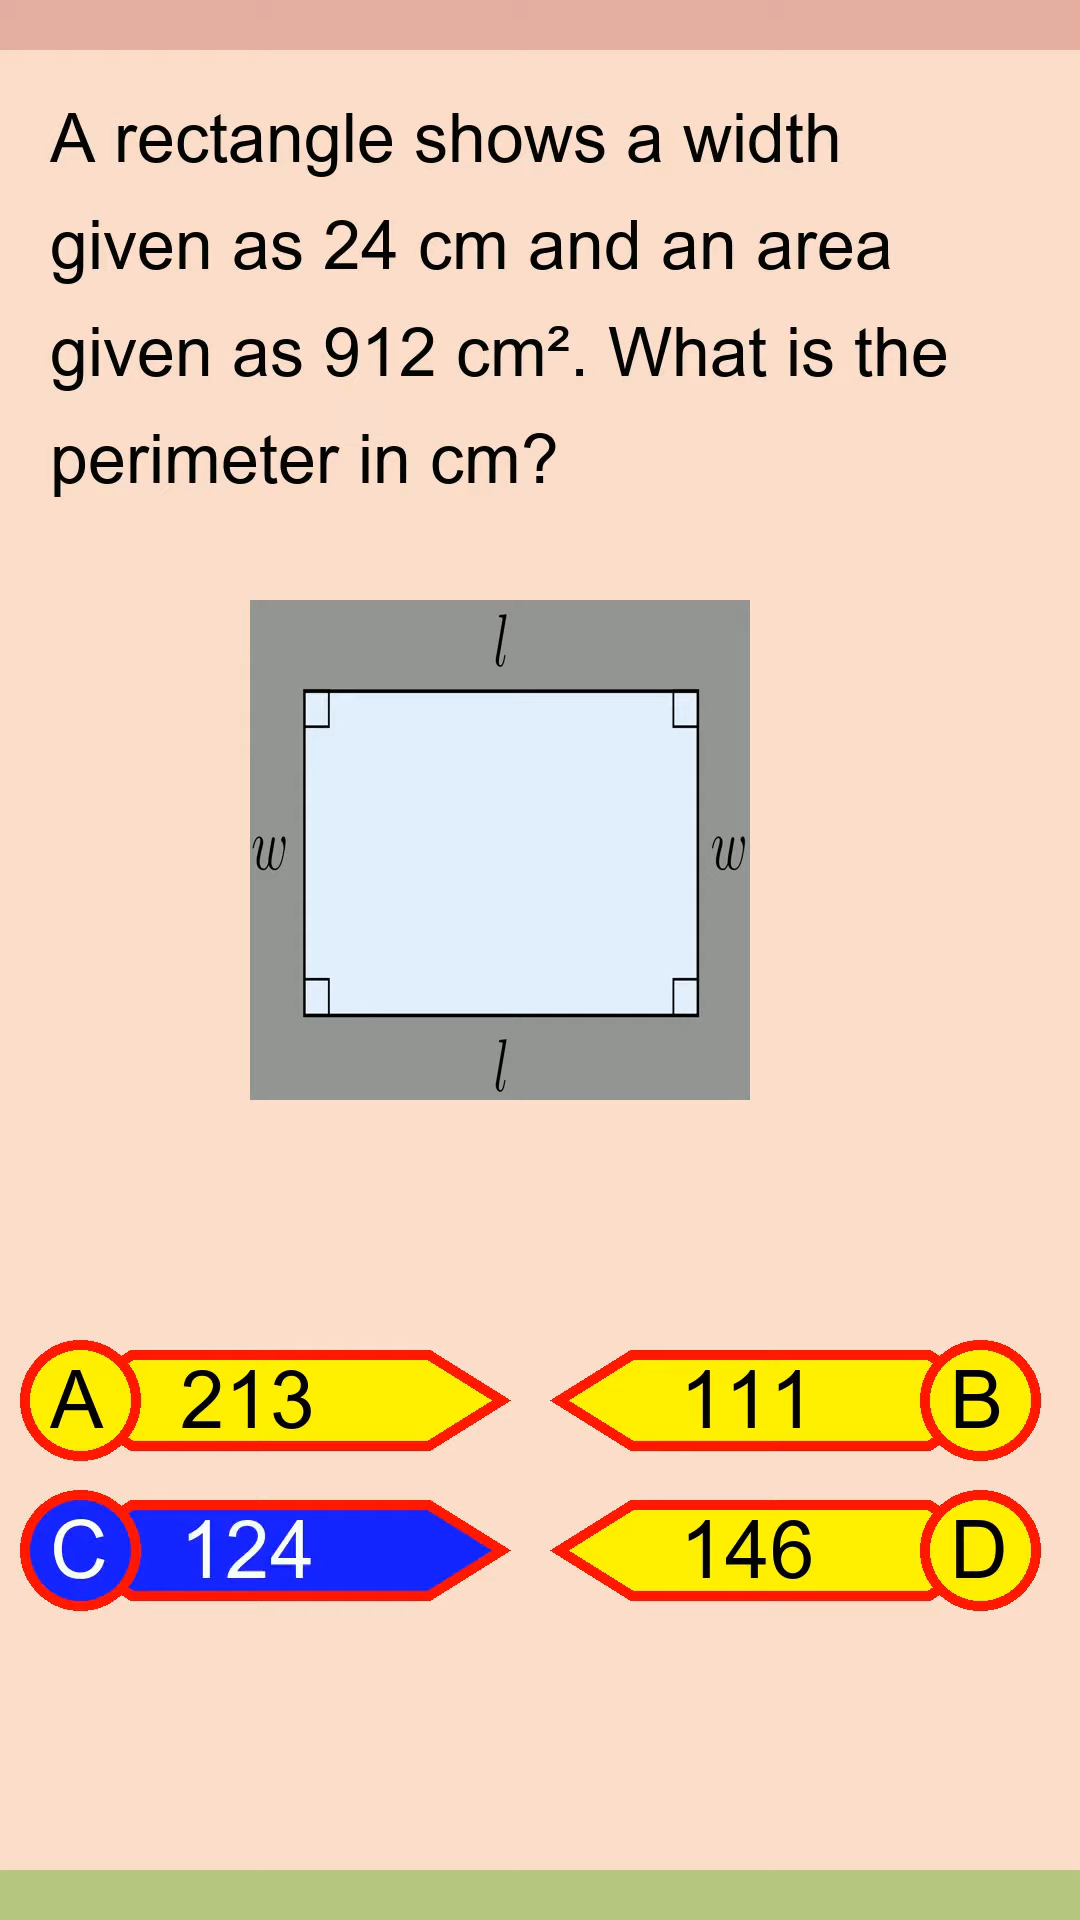 A rectangle shows a width
given as 24 cm and an area
given as 912 cm². What is the
perimeter in cm?
l
w w
l
A 213 111 B
C 124 146 D